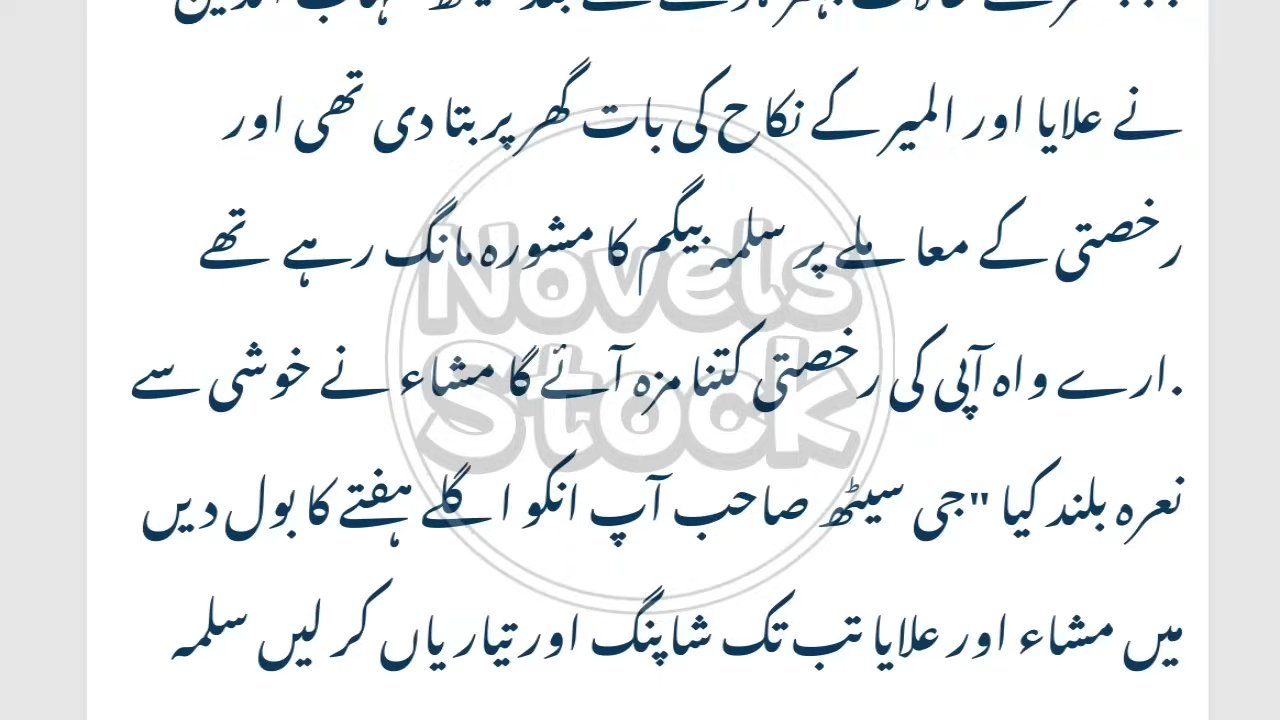 نے علایا اور المیر کے نکاح کی بات گھر پر بتا دی تھی اور
رخصتی کے معاملے پر سلمہ بیگم کا مشورہ مانگ رہے تھے
.ارے واہ آپی کی رخصتی کتنا مزہ آئے گا مشاء نے خوشی سے
نعرہ بلند کیا "جی سیٹھ صاحب آپ انکو اگلے ہفتے کا بول دیں
میں مشاء اور علایا تب تک شاپنگ اور تیاریاں کر لیں سلمہ
Novels
Stock